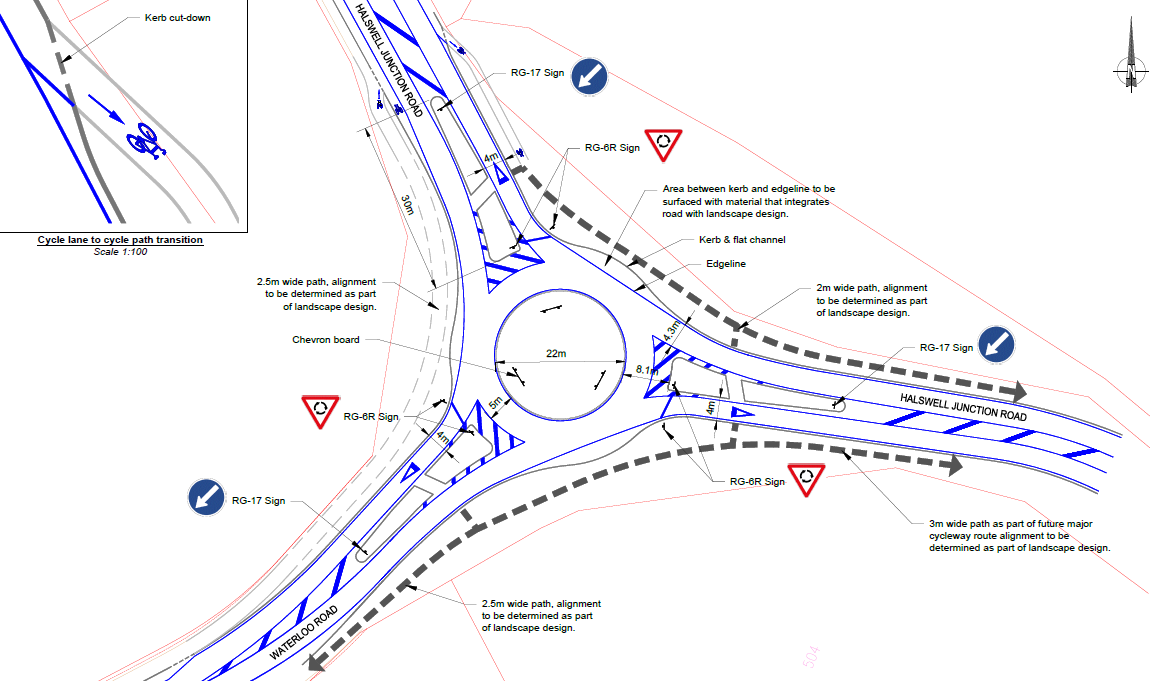 Kerb cut-down
Cycle lane to cycle path transition
Scale 1:100
HALSWELL JUNCTION ROAD
RG-17 Sign
N
RG-6R Sign
4m
30m
Area between kerb and edgeline to be
surfaced with material that integrates
road with landscape design.
Kerb & flat channel
Edgeline
2.5m wide path, alignment
to be determined as part
of landscape design.
2m wide path, alignment
to be determined as part
of landscape design.
Chevron board
22m
4.3m
8.1m
RG-17 Sign
HALSWELL JUNCTION ROAD
4m
5m
4m
RG-6R Sign
RG-17 Sign
RG-6R Sign
3m wide path as part of future major
cycleway route alignment to be
determined as part of landscape design.
2.5m wide path, alignment
to be determined as part
of landscape design.
WATERLOO ROAD
504